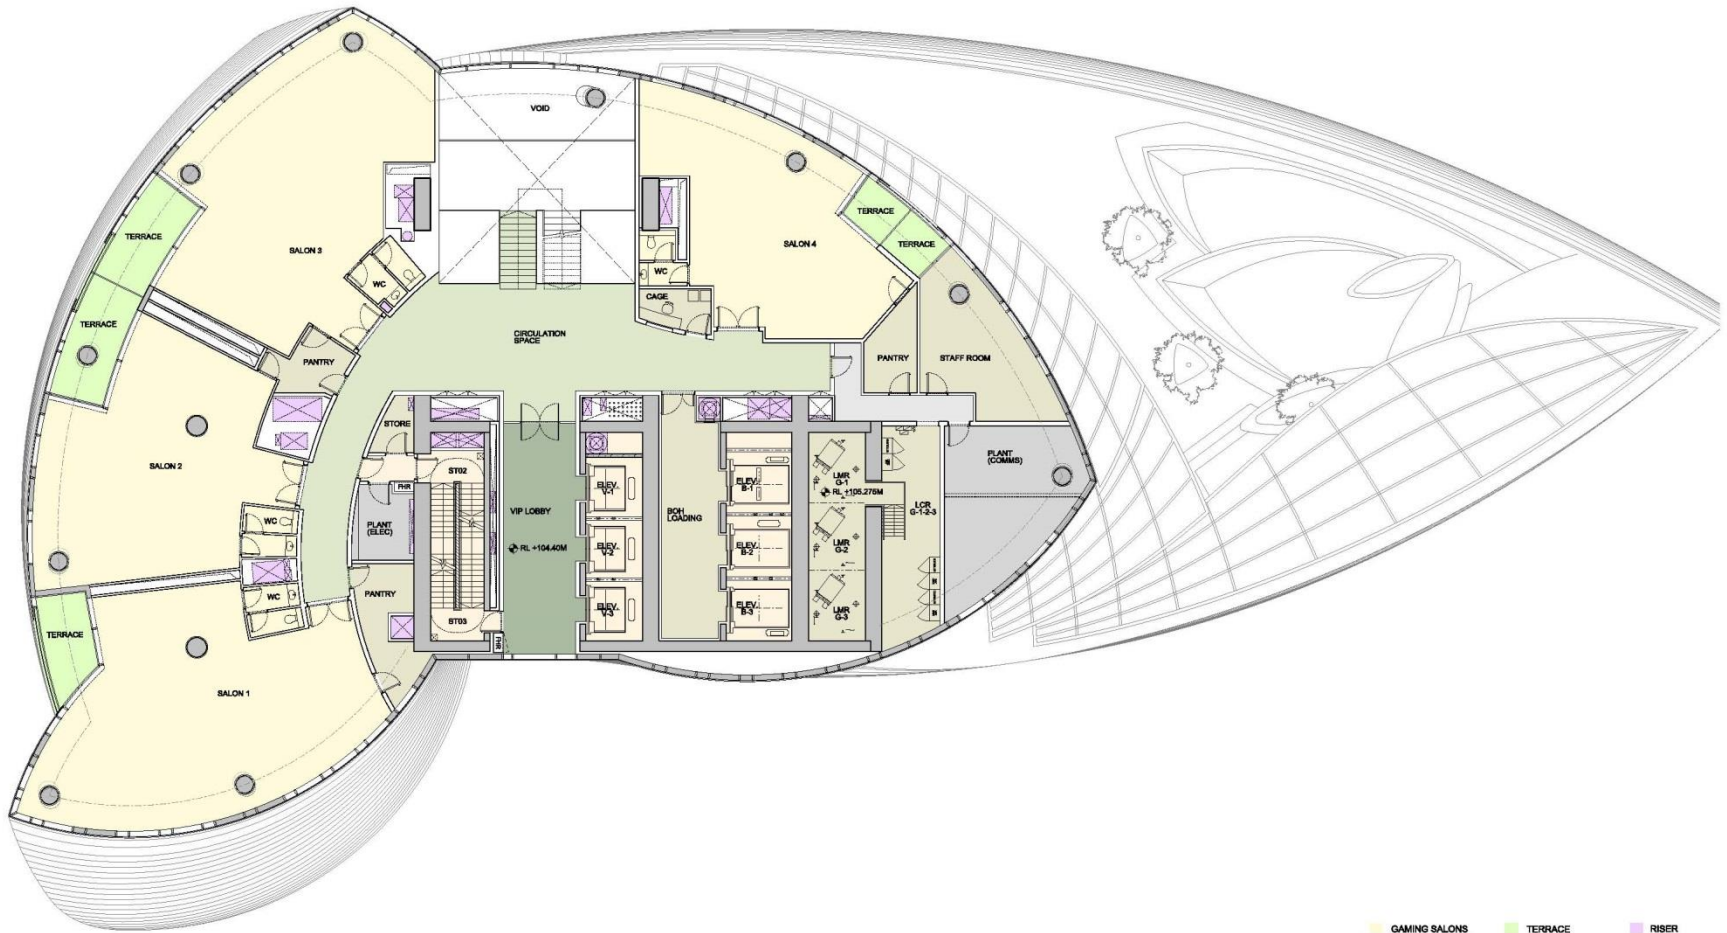 VOID
TERRACE
TERRACE
SALON 3
SALON 4
TERRACE
WC
WC
CAGE
TERRACE
CIRCULATION
SPACE
PANTRY
PANTRY
STAFF ROOM
STORE
SALON 2
ST02
FHR
ELEV.
V-1
ELEV.
B-1
LMR
G-1
RL +105.275M
PLANT
(COMMS)
VIP LOBBY
BOH
LOADING
LCR
G-1-2-3
WC
PLANT
(ELEC)
RL +104.40M
ELEV.
V-2
ELEV.
B-2
LMR
G-2
WC
PANTRY
ELEV.
V-3
ELEV.
B-3
LMR
G-3
TERRACE
ST03
FHR
SALON 1
GAMING SALONS
TERRACE
RISER